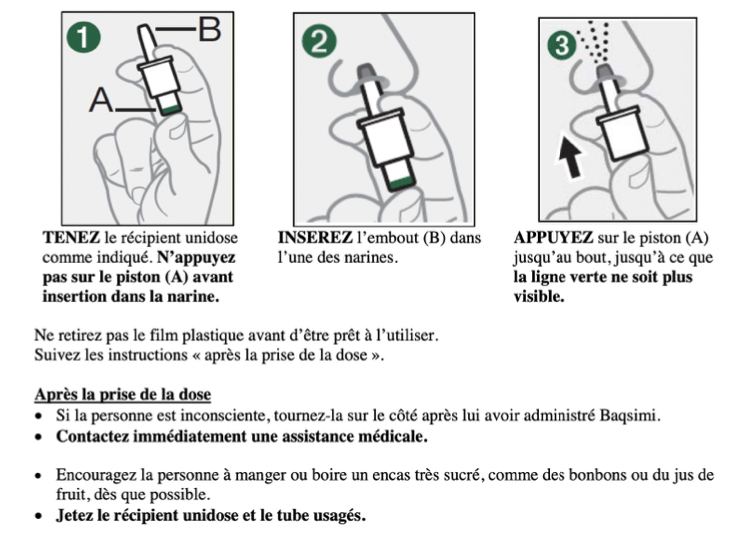 1
B
A
2
3
TENEZ le récipient unidose
comme indiqué. N’appuyez
pas sur le piston (A) avant
insertion dans la narine.
INSEREZ l’embout (B) dans
l’une des narines.
APPUYEZ sur le piston (A)
jusqu’au bout, jusqu’à ce que
la ligne verte ne soit plus
visible.
Ne retirez pas le film plastique avant d’être prêt à l’utiliser.
Suivez les instructions « après la prise de la dose ».
Après la prise de la dose
• Si la personne est inconsciente, tournez-la sur le côté après lui avoir administré Baqsimi.
• Contactez immédiatement une assistance médicale.
• Encouragez la personne à manger ou boire un encas très sucré, comme des bonbons ou du jus de
fruit, dès que possible.
• Jetez le récipient unidose et le tube usagés.